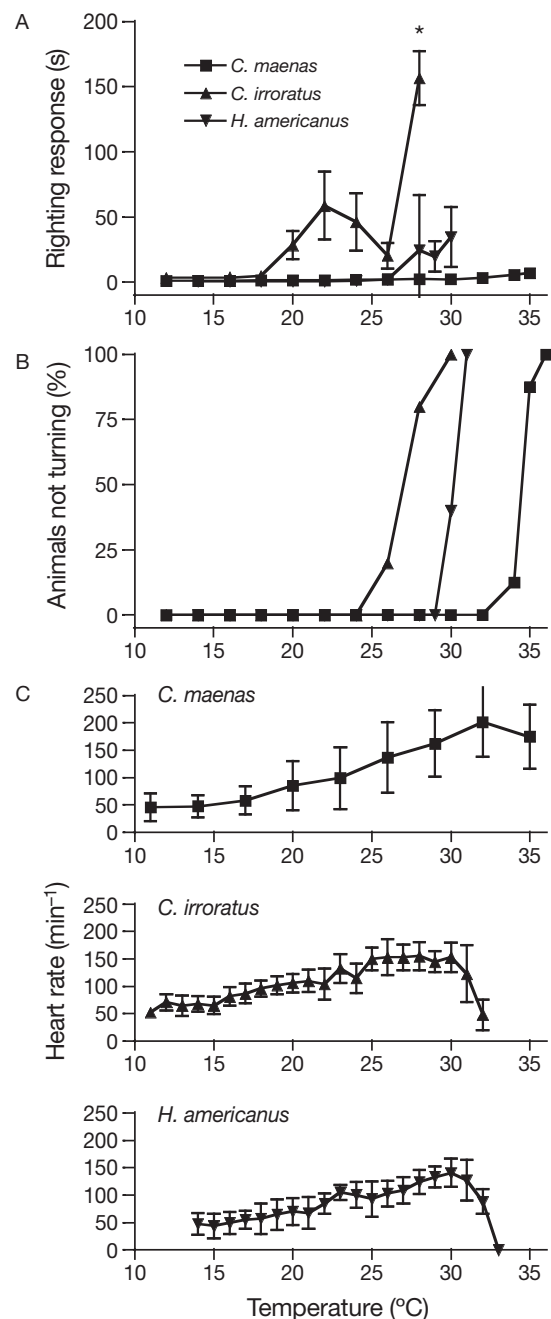 A
200
150
100
50
0
Righting response (s)
*
C. maenas
C. irroratus
H. americanus
10 15 20 25 30 35
B
100
75
50
25
0
Animals not turning (%)
10 15 20 25 30 35
C
C. maenas
250
200
150
100
50
0
10 15 20 25 30 35
C. irroratus
250
200
150
100
50
0
Heart rate (min⁻¹)
10 15 20 25 30 35
H. americanus
250
200
150
100
50
0
10 15 20 25 30 35
Temperature (ºC)